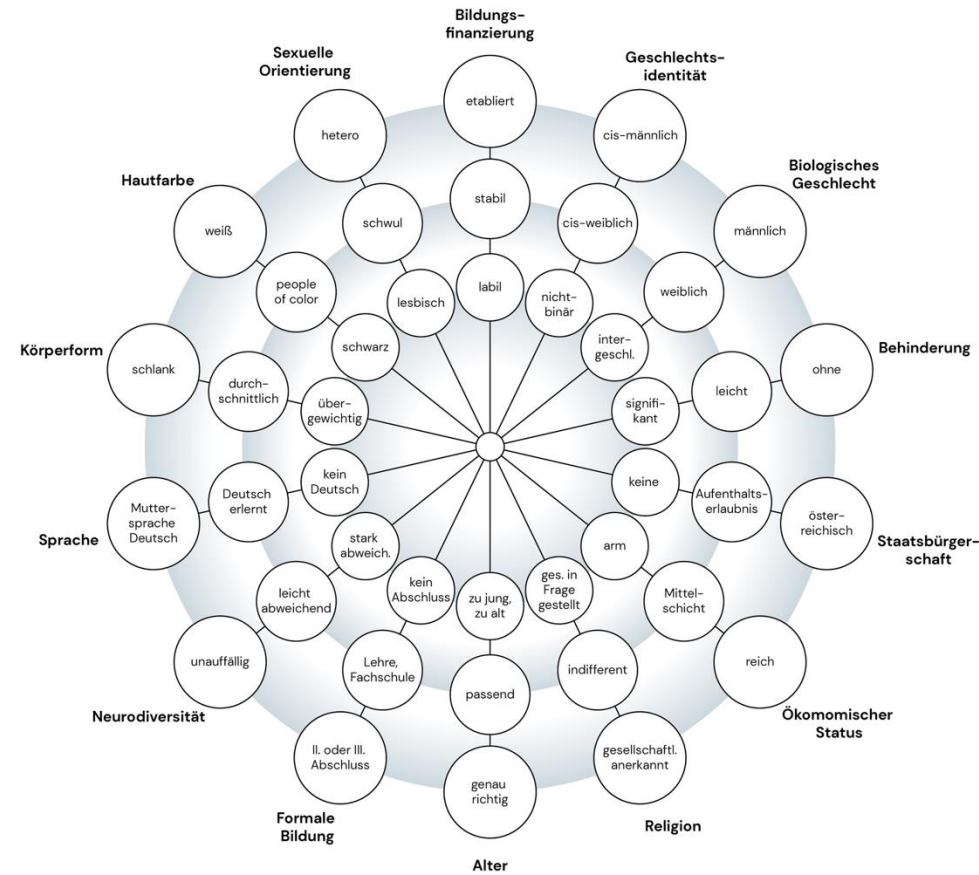 Bildungs-
finanzierung
etabliert
stabil
labil
Geschlechts-
identität
cis-männlich
cis-weiblich
nicht-
binär
Biologisches
Geschlecht
männlich
weiblich
inter-
geschl.
Behinderung
ohne
leicht
signifi-
kant
Staatsbürger-
schaft
öster-
reichisch
Aufenthalts-
erlaubnis
keine
Ökomomischer
Status
reich
Mittel-
schicht
arm
Religion
gesellschaftl.
anerkannt
indifferent
ges. in
Frage
gestellt
Alter
genau
richtig
passend
zu jung,
zu alt
Formale
Bildung
II. oder III.
Abschluss
Lehre,
Fachschule
kein
Abschluss
Neurodiversität
unauffällig
leicht
abweichend
stark
abweich.
Sprache
Mutter-
sprache
Deutsch
Deutsch
erlernt
kein
Deutsch
Körperform
schlank
durch-
schnittlich
über-
gewichtig
Hautfarbe
weiß
people
of color
schwarz
Sexuelle
Orientierung
hetero
schwul
lesbisch